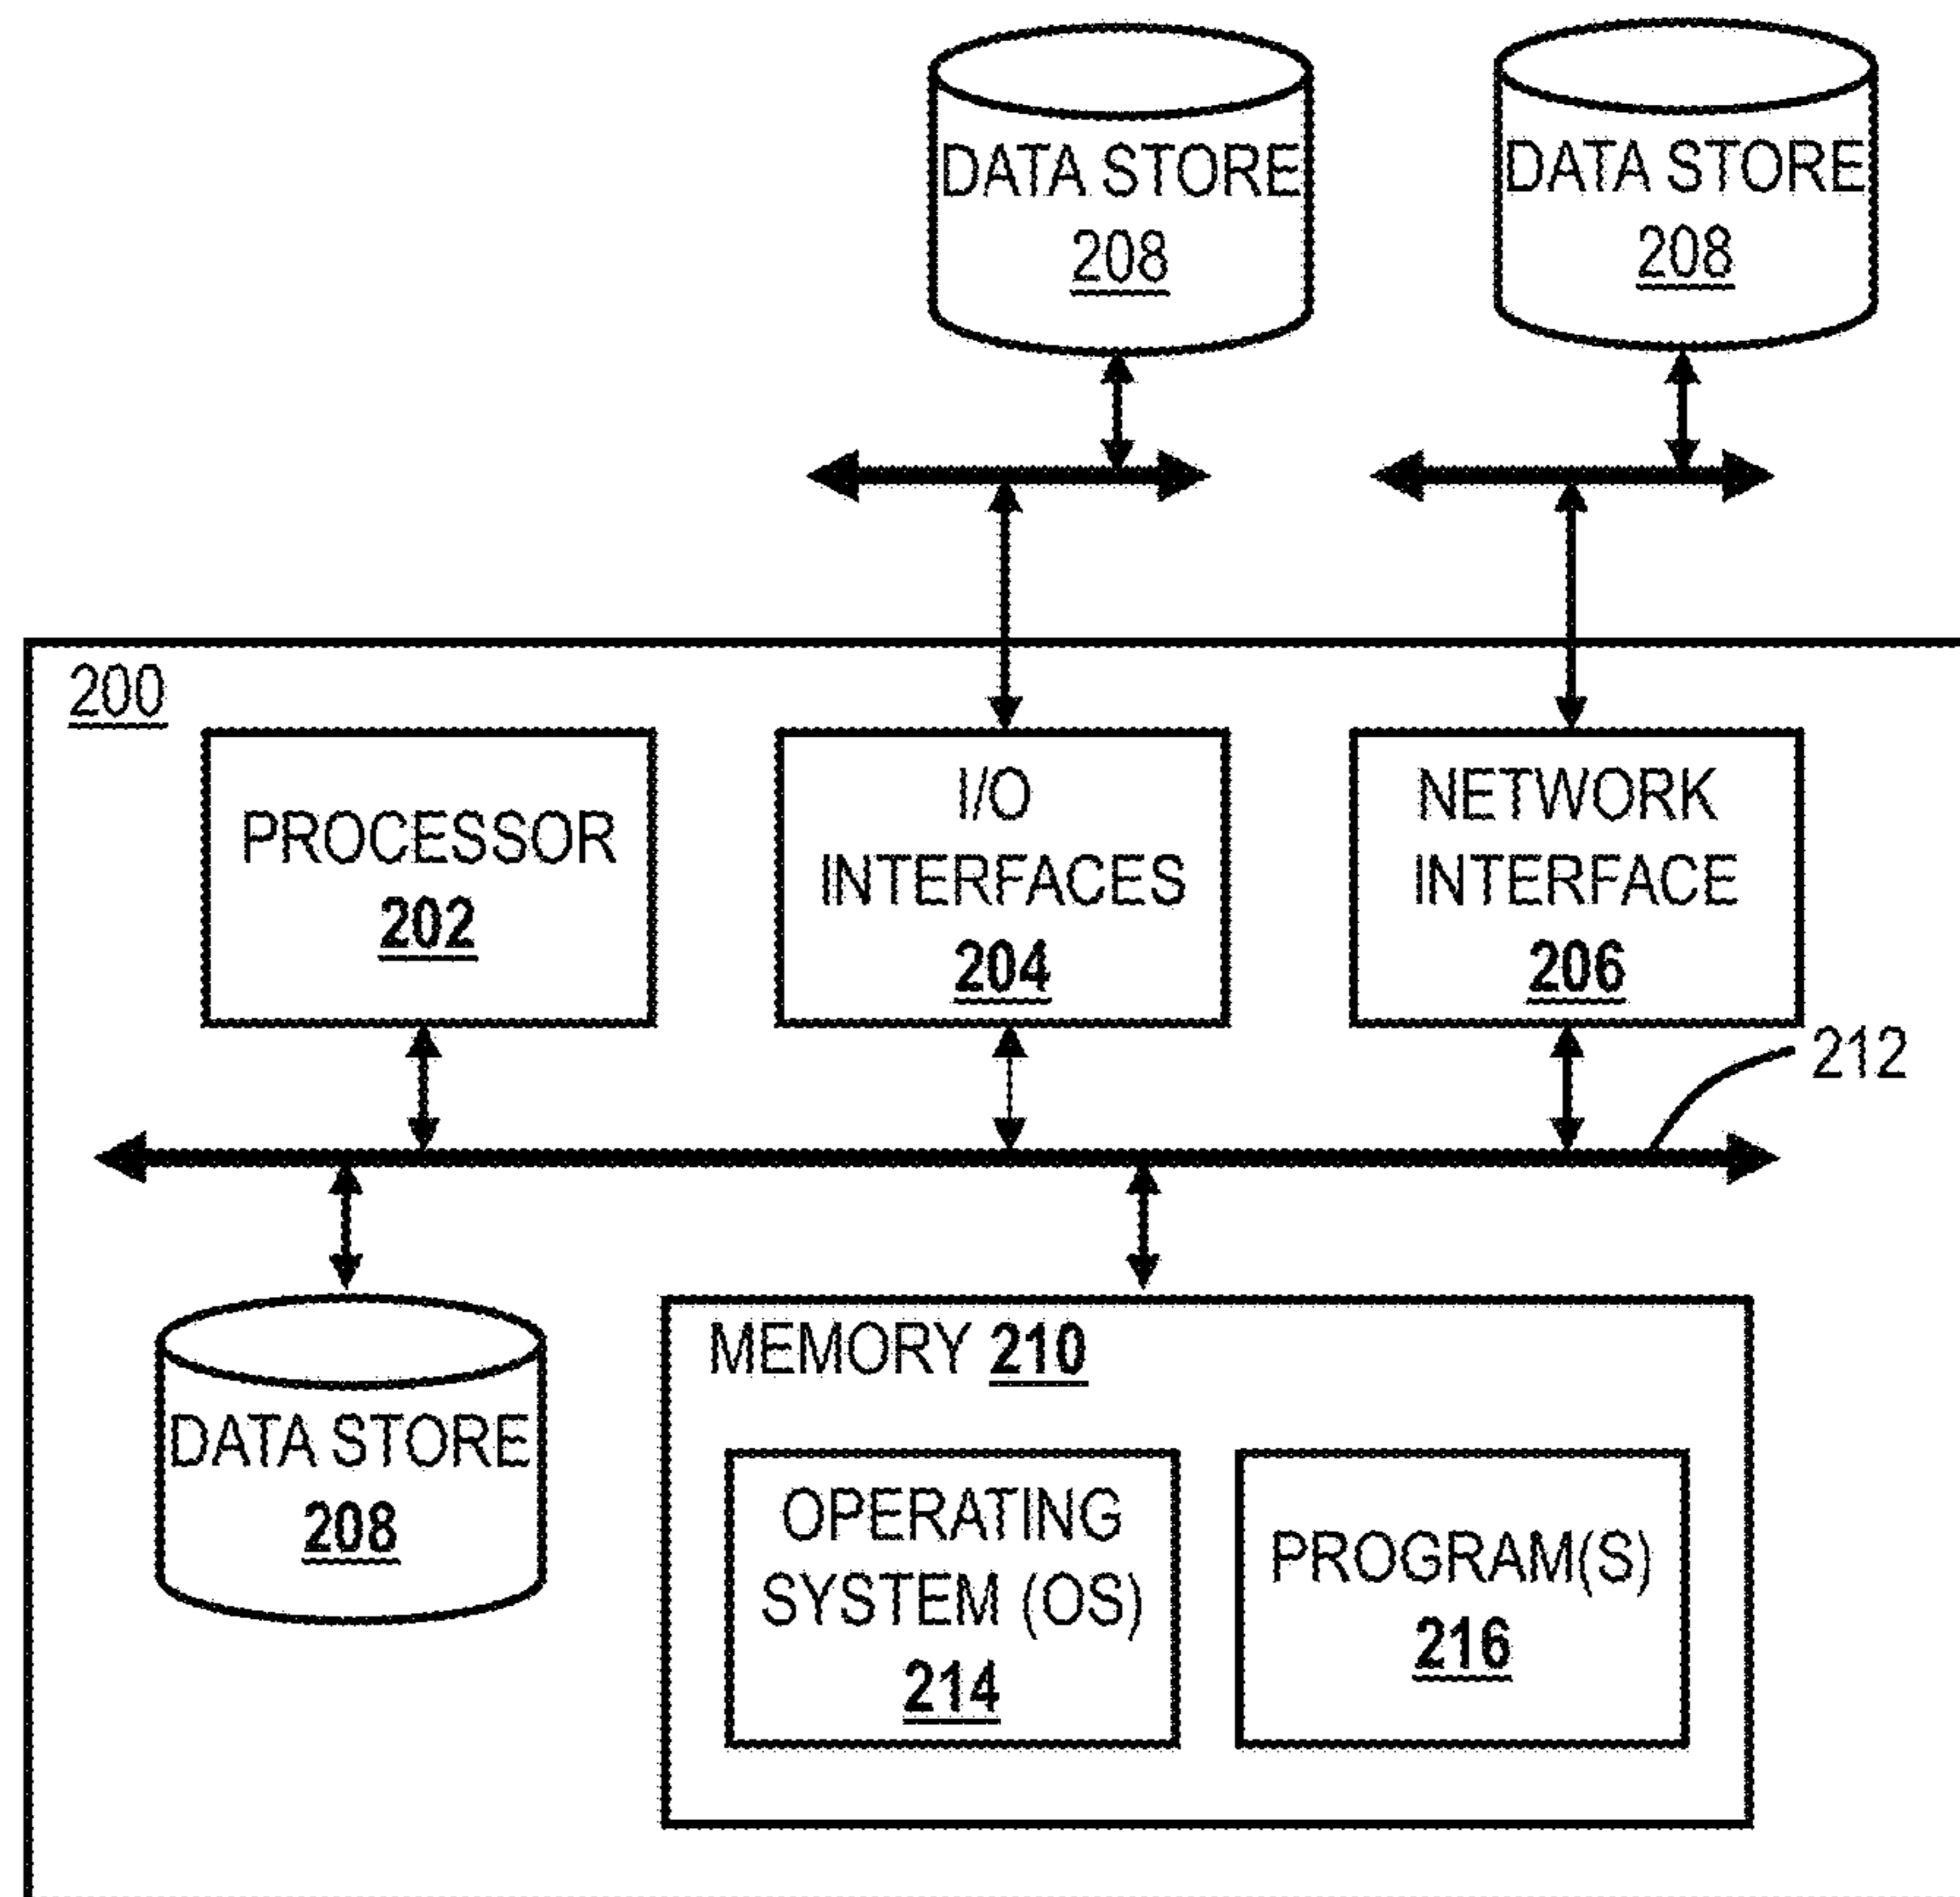 DATA STORE
208
DATA STORE
208
200
PROCESSOR
202
I/O
INTERFACES
204
NETWORK
INTERFACE
206
212
DATA STORE
208
MEMORY 210
OPERATING
SYSTEM (OS)
214
PROGRAM(S)
216